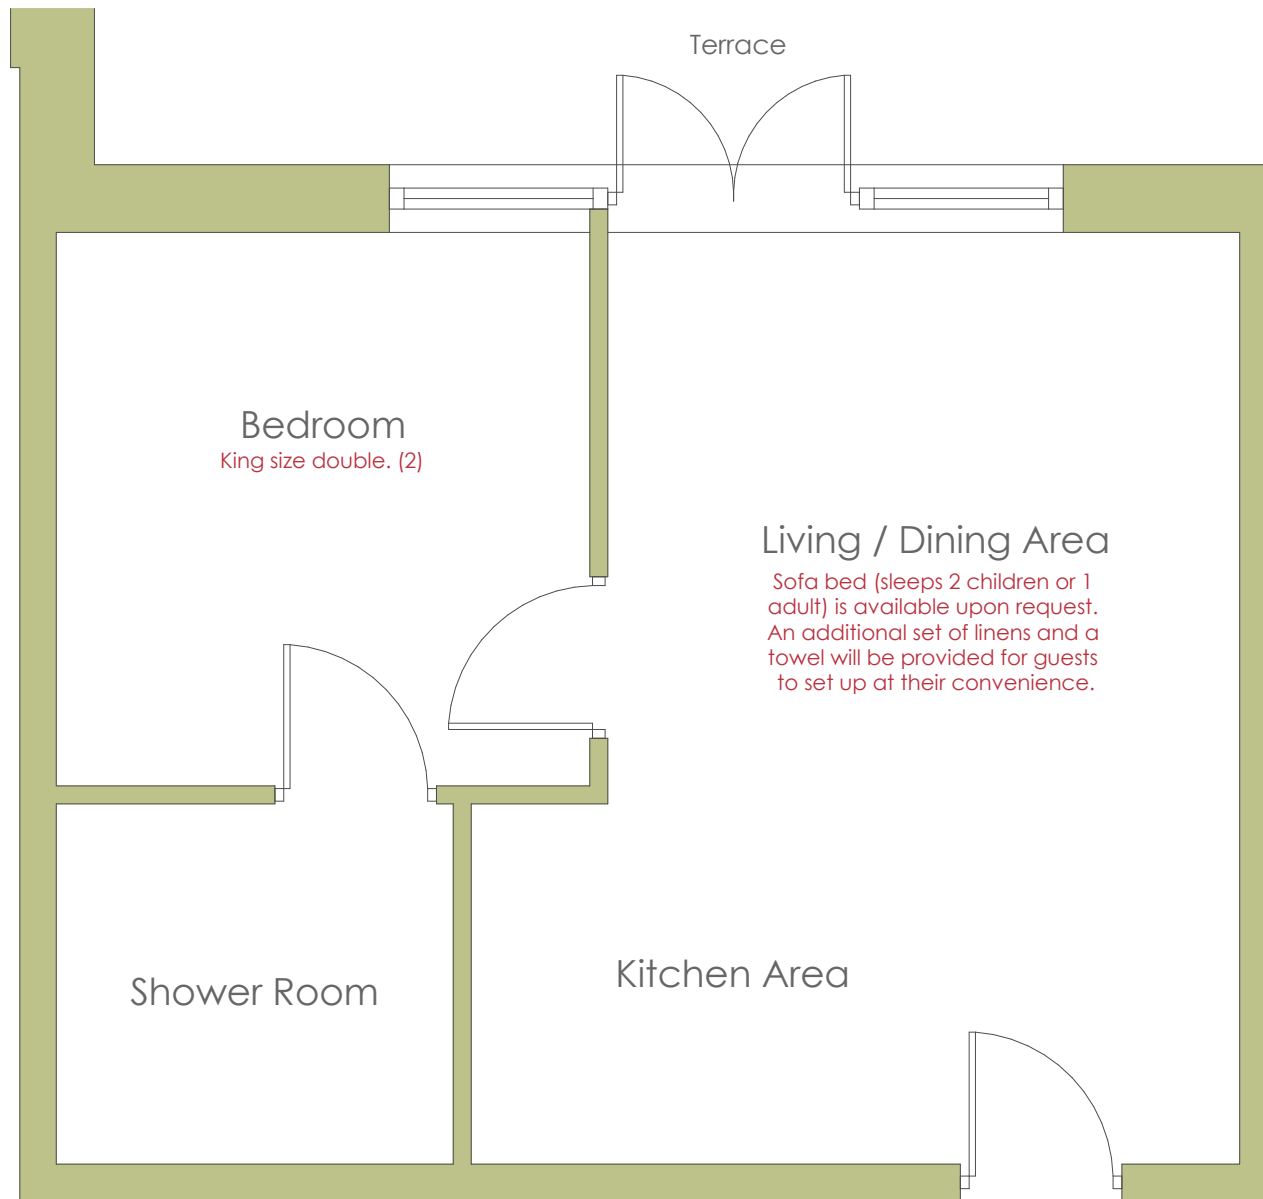 Terrace
Bedroom
King size double. (2)
Living / Dining Area
Sofa bed (sleeps 2 children or 1
adult) is available upon request.
An additional set of linens and a
towel will be provided for guests
to set up at their convenience.
Kitchen Area
Shower Room